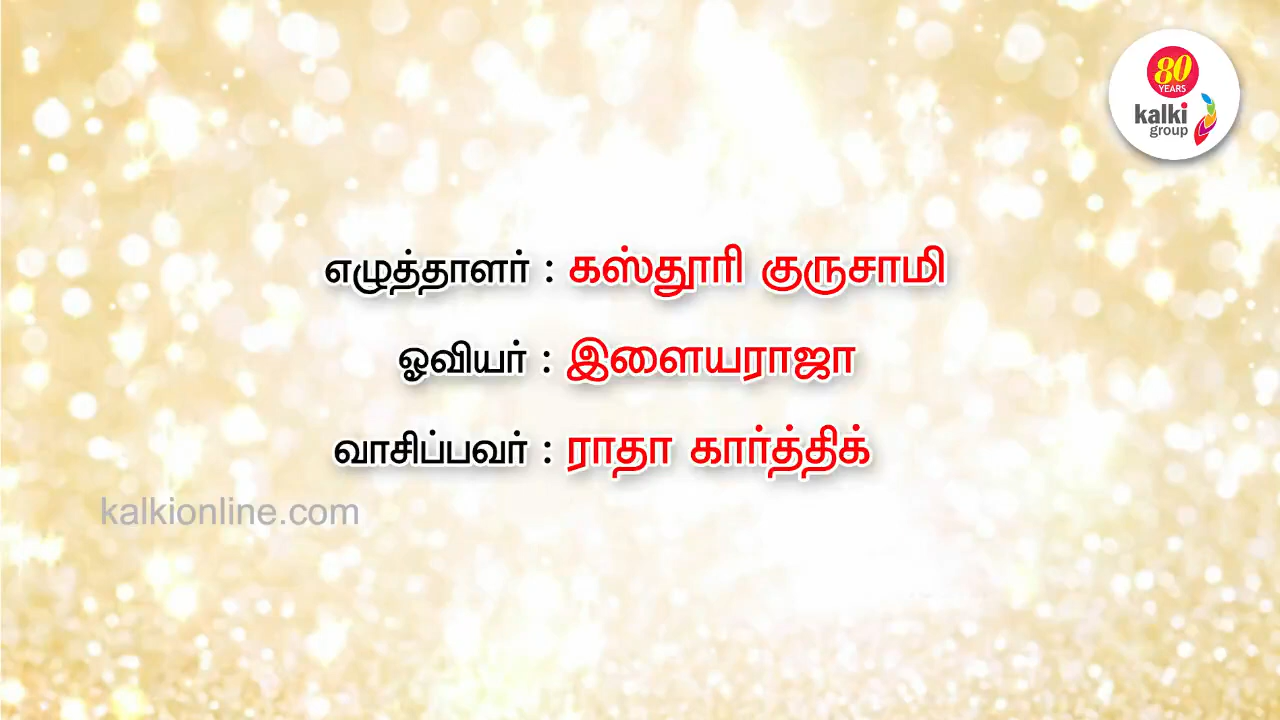 80
YEARS
kalki
group
எழுத்தாளர் : கஸ்தூரி குருசாமி
ஓவியர் : இளையராஜா
வாசிப்பவர் : ராதா கார்த்திக்
kalkionline.com